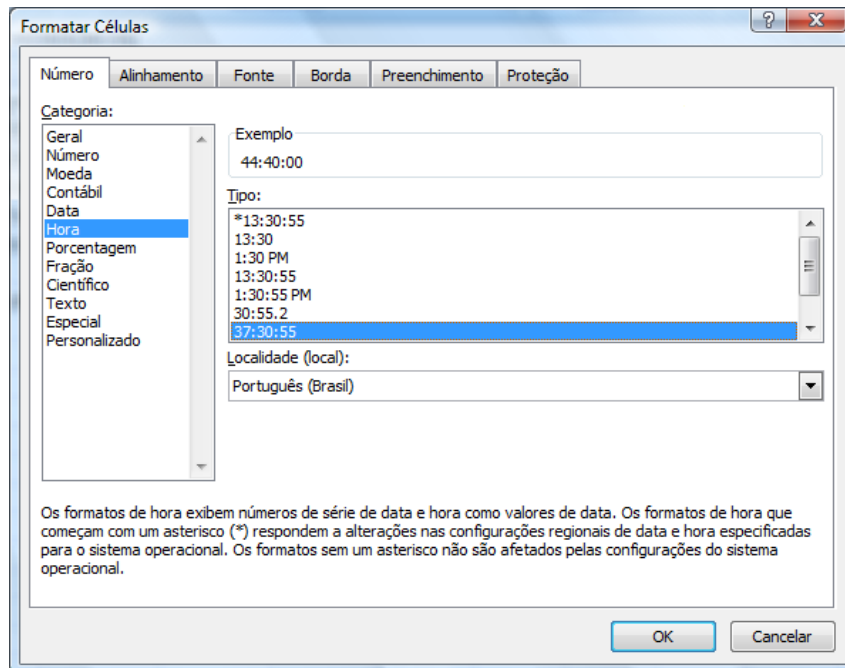 Formatar Células
?
X
Número
Alinhamento
Fonte
Borda
Preenchimento
Proteção
Categoria:
Geral
Número
Moeda
Contábil
Data
Hora
Porcentagem
Fração
Científico
Texto
Especial
Personalizado
Exemplo
44:40:00
Tipo:
*13:30:55
13:30
1:30 PM
13:30:55
1:30:55 PM
30:55.2
37:30:55
Localidade (local):
Português (Brasil)
Os formatos de hora exibem números de série de data e hora como valores de data. Os formatos de hora que
começam com um asterisco (*) respondem a alterações nas configurações regionais de data e hora especificadas
para o sistema operacional. Os formatos sem um asterisco não são afetados pelas configurações do sistema
operacional.
OK
Cancelar